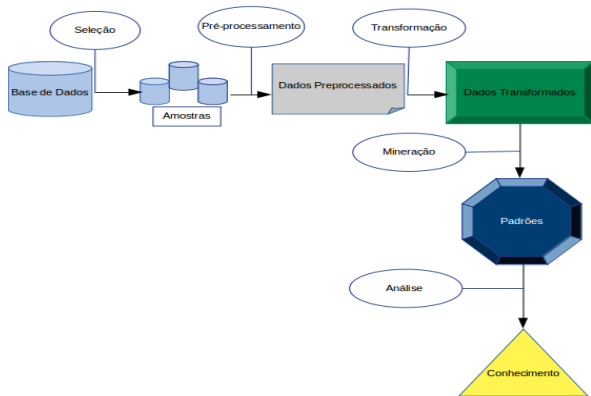 Seleção
Pré-processamento
Transformação
Base de Dados
Amostras
Dados Preprocessados
Dados Transformados
Mineração
Padrões
Análise
Conhecimento